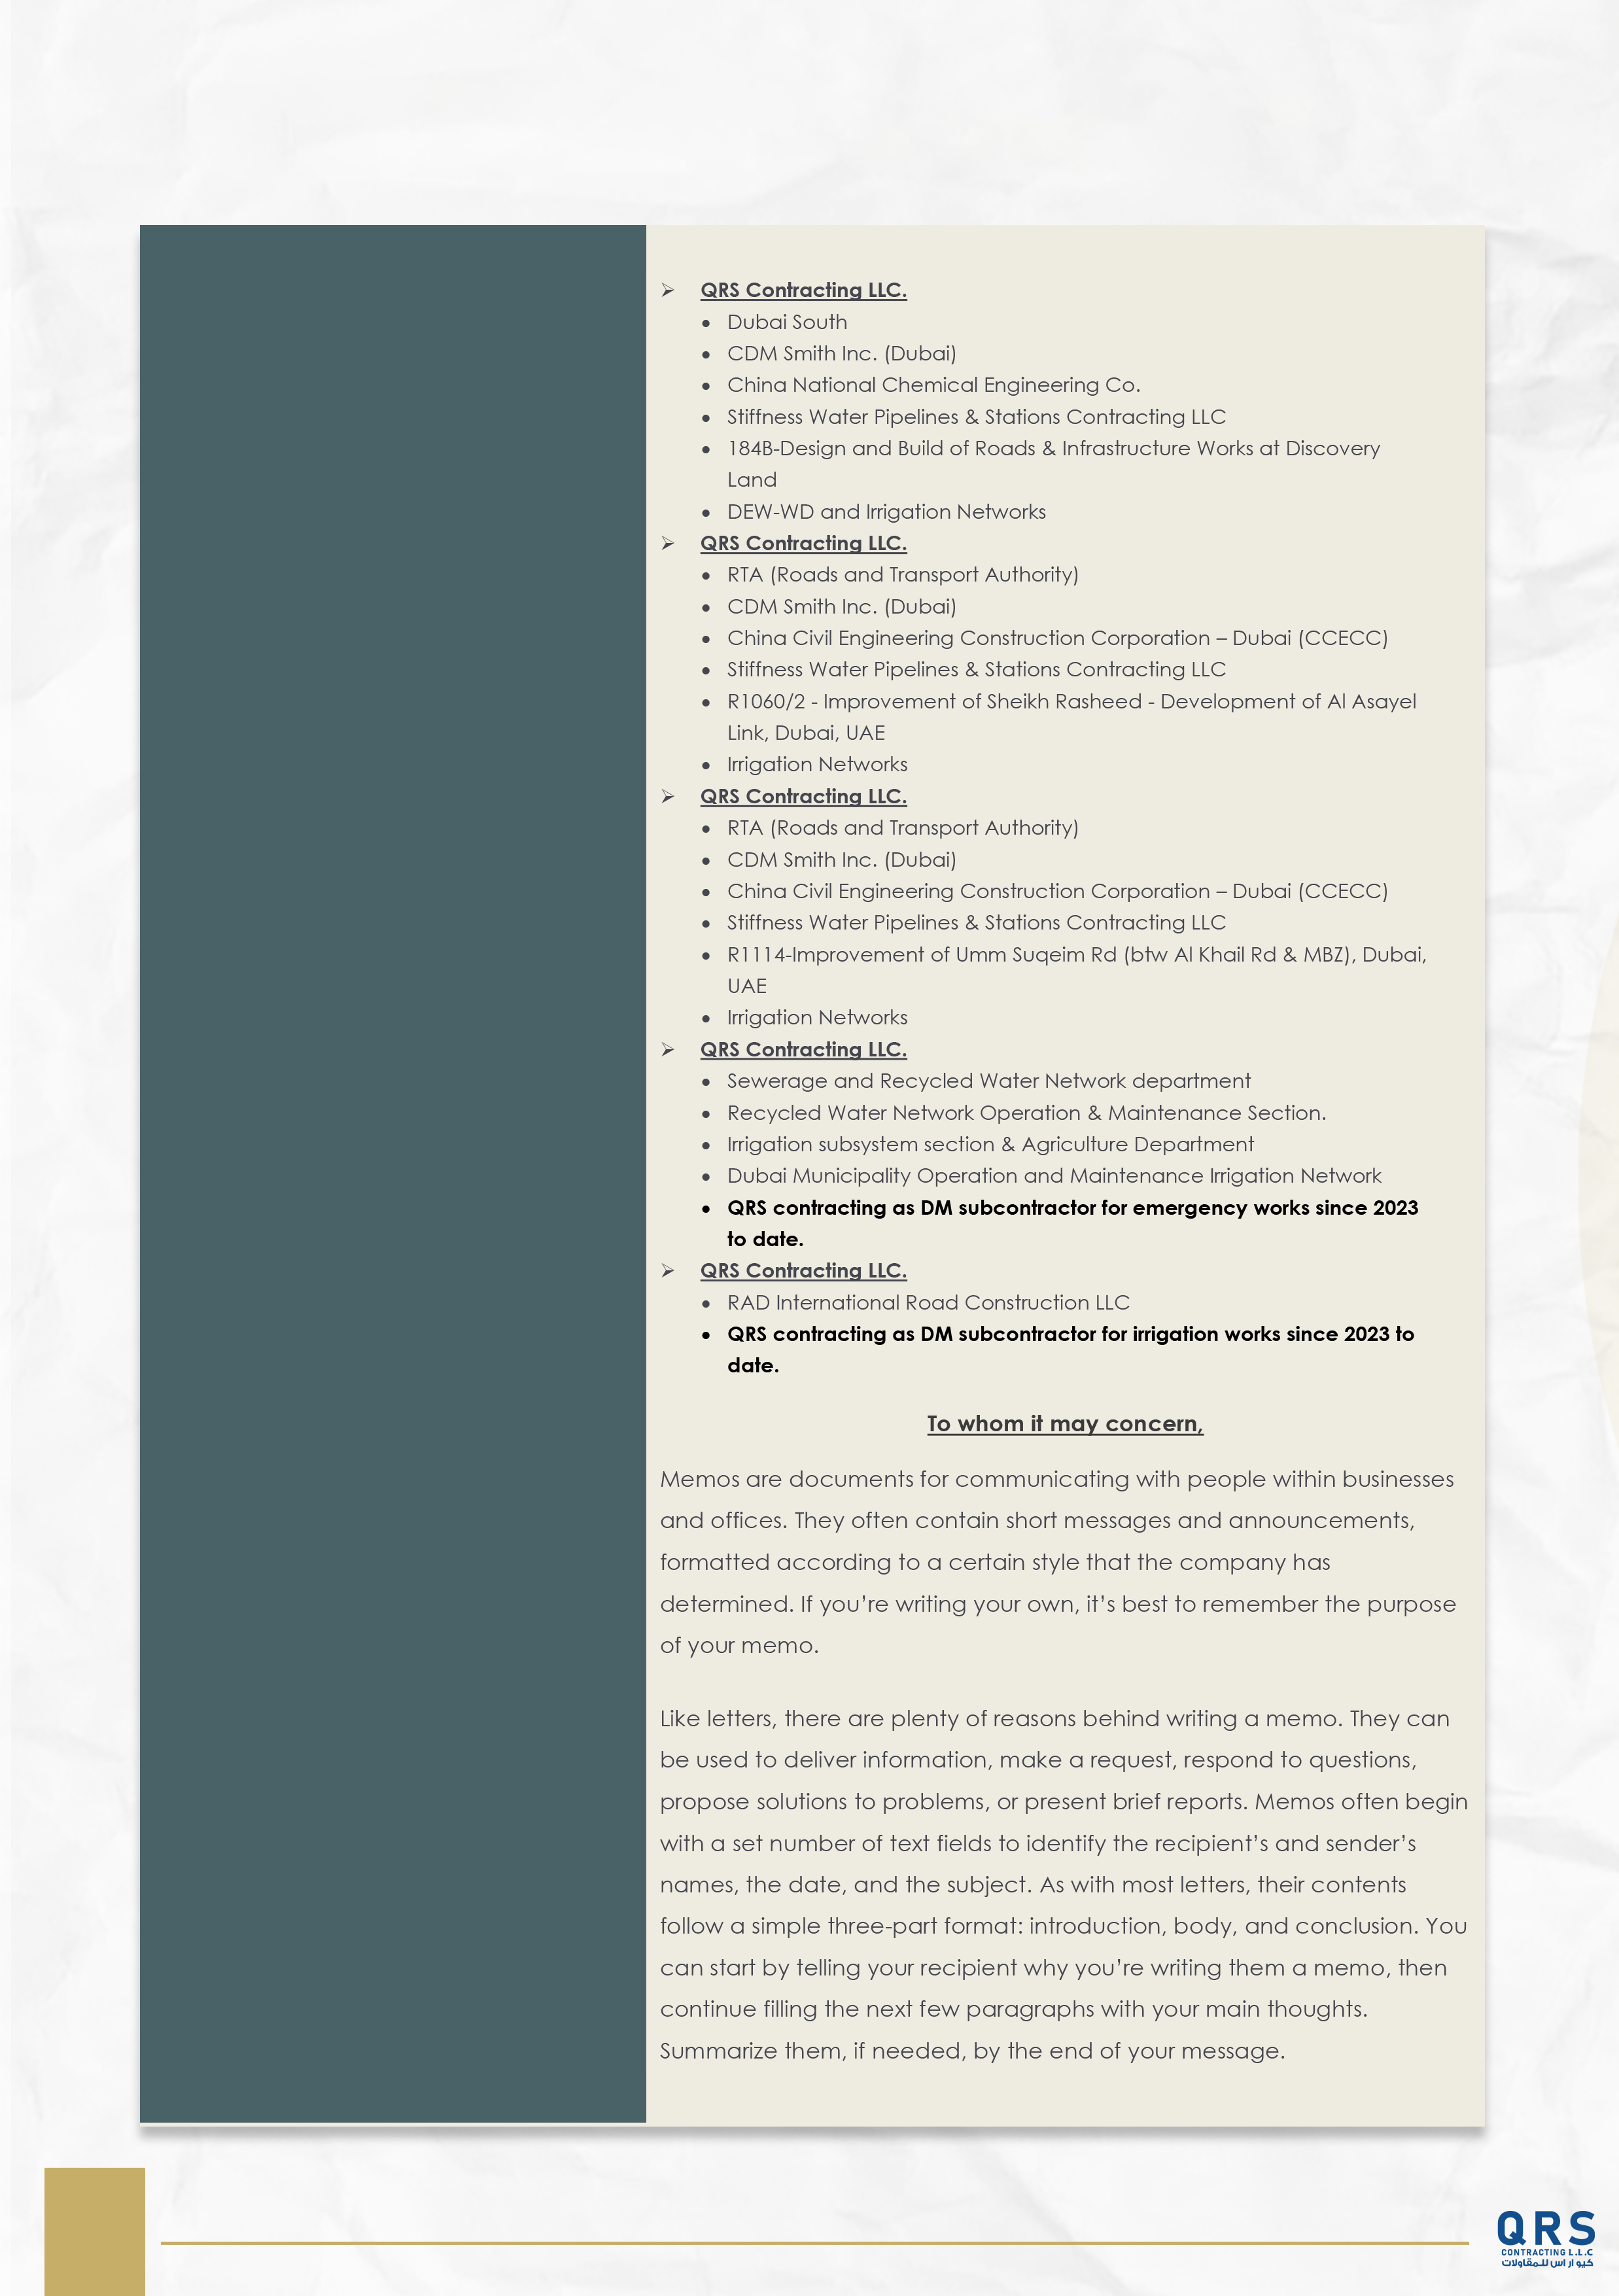 ➢ QRS Contracting LLC.
• Dubai South
• CDM Smith Inc. (Dubai)
• China National Chemical Engineering Co.
• Stiffness Water Pipelines & Stations Contracting LLC
• 184B-Design and Build of Roads & Infrastructure Works at Discovery
Land
• DEW-WD and Irrigation Networks
➢ QRS Contracting LLC.
• RTA (Roads and Transport Authority)
• CDM Smith Inc. (Dubai)
• China Civil Engineering Construction Corporation – Dubai (CCECC)
• Stiffness Water Pipelines & Stations Contracting LLC
• R1060/2 - Improvement of Sheikh Rasheed - Development of Al Asayel
Link, Dubai, UAE
• Irrigation Networks
➢ QRS Contracting LLC.
• RTA (Roads and Transport Authority)
• CDM Smith Inc. (Dubai)
• China Civil Engineering Construction Corporation – Dubai (CCECC)
• Stiffness Water Pipelines & Stations Contracting LLC
• R1114-Improvement of Umm Suqeim Rd (btw Al Khail Rd & MBZ), Dubai,
UAE
• Irrigation Networks
➢ QRS Contracting LLC.
• Sewerage and Recycled Water Network department
• Recycled Water Network Operation & Maintenance Section.
• Irrigation subsystem section & Agriculture Department
• Dubai Municipality Operation and Maintenance Irrigation Network
• QRS contracting as DM subcontractor for emergency works since 2023
to date.
➢ QRS Contracting LLC.
• RAD International Road Construction LLC
• QRS contracting as DM subcontractor for irrigation works since 2023 to
date.
To whom it may concern,
Memos are documents for communicating with people within businesses
and offices. They often contain short messages and announcements,
formatted according to a certain style that the company has
determined. If you’re writing your own, it’s best to remember the purpose
of your memo.
Like letters, there are plenty of reasons behind writing a memo. They can
be used to deliver information, make a request, respond to questions,
propose solutions to problems, or present brief reports. Memos often begin
with a set number of text fields to identify the recipient’s and sender’s
names, the date, and the subject. As with most letters, their contents
follow a simple three-part format: introduction, body, and conclusion. You
can start by telling your recipient why you’re writing them a memo, then
continue filling the next few paragraphs with your main thoughts.
Summarize them, if needed, by the end of your message.
QRS
CONTRACTING L.L.C
كيو ار اس للمقاولات